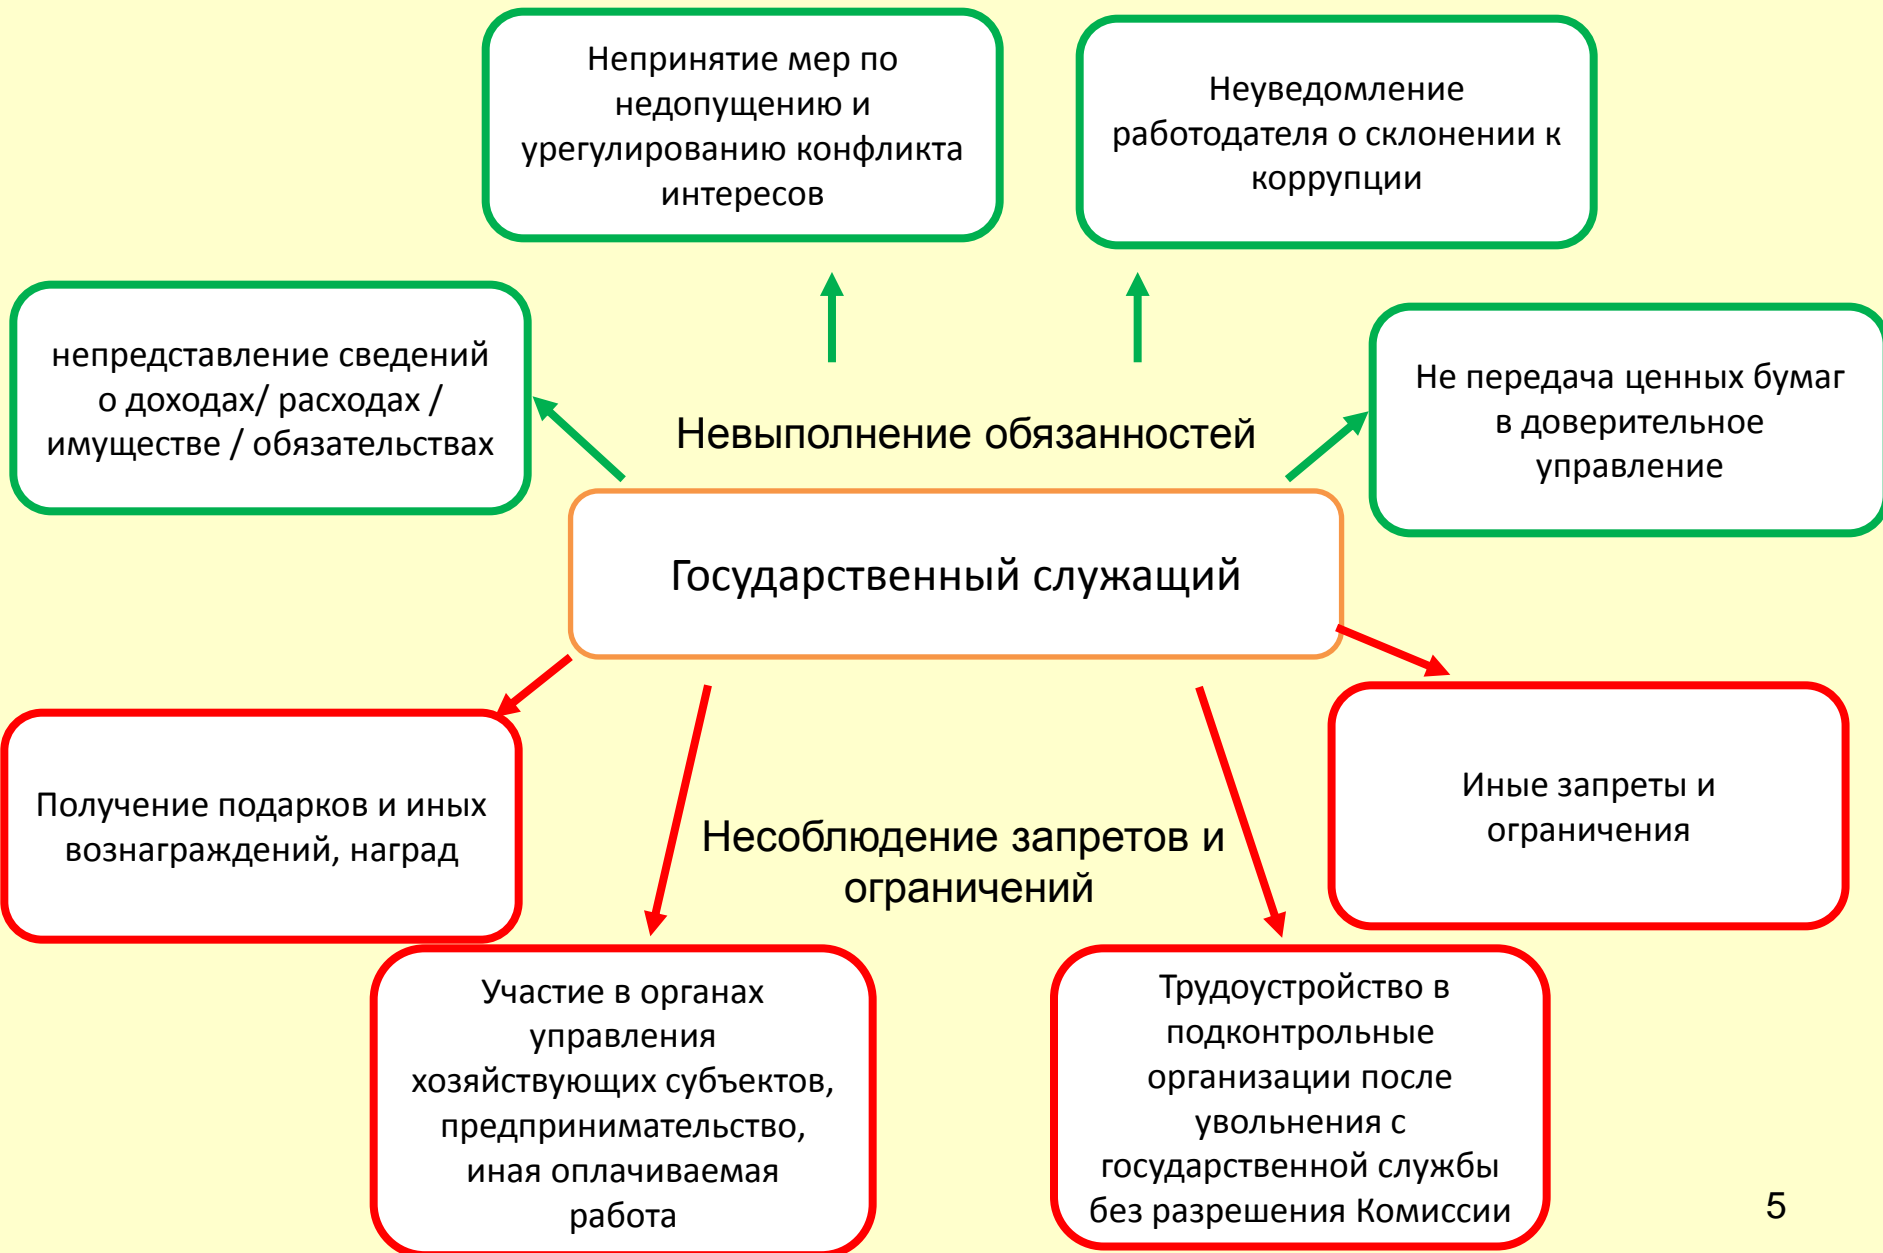 Непринятие мер по
недопущению и
урегулированию конфликта
интересов
Неуведомление
работодателя о склонении к
коррупции
непредставление сведений
о доходах/ расходах /
имуществе / обязательствах
Не передача ценных бумаг
в доверительное
управление
Невыполнение обязанностей
Государственный служащий
Получение подарков и иных
вознаграждений, наград
Несоблюдение запретов и
ограничений
Иные запреты и
ограничения
Участие в органах
управления
хозяйствующих субъектов,
предпринимательство,
иная оплачиваемая
работа
Трудоустройство в
подконтрольные
организации после
увольнения с
государственной службы
без разрешения Комиссии
5